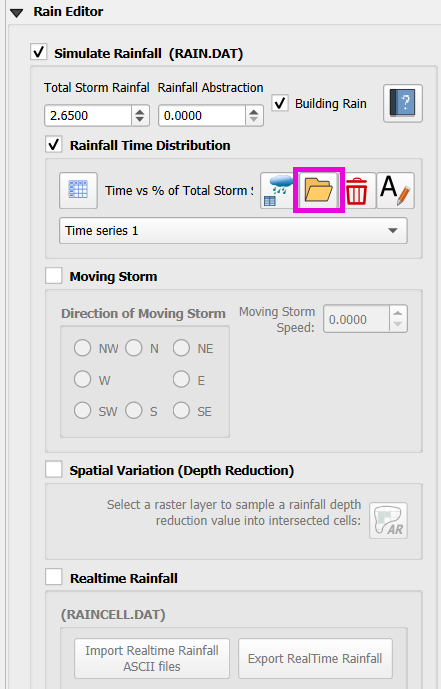 Rain Editor
Simulate Rainfall (RAIN.DAT)
Total Storm Rainfal Rainfall Abstraction
2.6500 0.0000 Building Rain ?
Rainfall Time Distribution
Time vs % of Total Storm S A
Time series 1
Moving Storm
Direction of Moving Storm
Moving Storm
Speed: 0.0000
NW N NE
W E
SW S SE
Spatial Variation (Depth Reduction)
Select a raster layer to sample a rainfall depth
reduction value into intersected cells: AR
Realtime Rainfall
(RAINCELL.DAT)
Import Realtime Rainfall
ASCII files
Export RealTime Rainfall